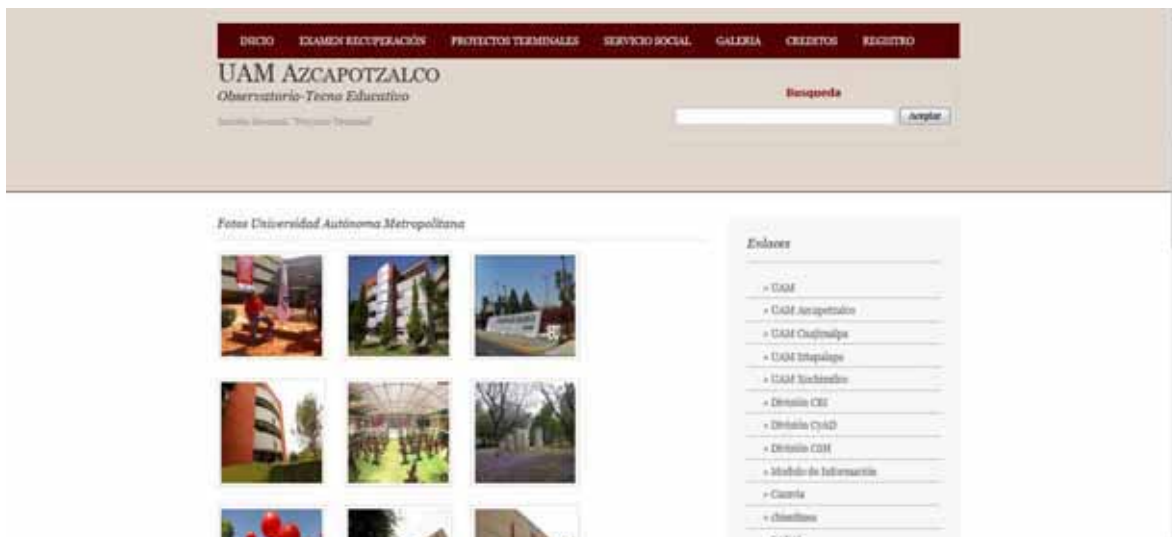 INICIO EXAMEN RECUPERACIÓN PROYECTOS TERMINALES SERVICIO SOCIAL GALERIA CREDITOS REGISTRO
UAM AZCAPOTZALCO
Observatorio-Tecno Educativo
Busqueda
Aceptar
Fotos Universidad Autónoma Metropolitana
Enlaces
» UAM
» UAM Azcapotzalco
» UAM Cuajimalpa
» UAM Iztapalapa
» UAM Xochimilco
» División CBI
» División CyAD
» División CSH
» Modulo de Información